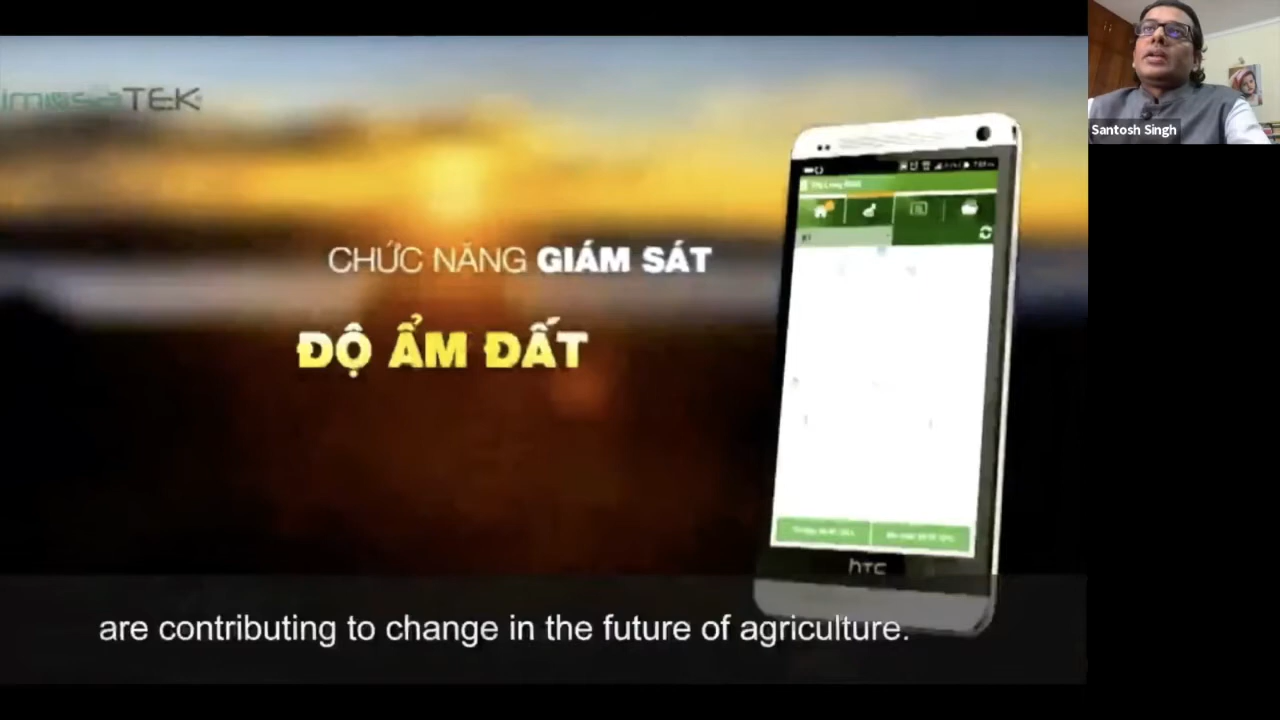 mimosaTEK
CHỨC NĂNG GIÁM SÁT
ĐỘ ẨM ĐẤT
hTC
are contributing to change in the future of agriculture.
Santosh Singh